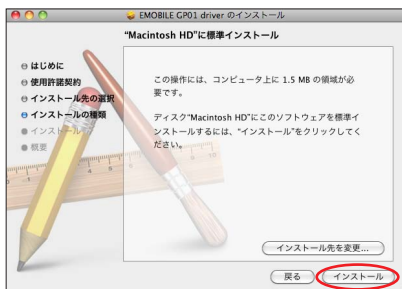 EMOBILE GP01 driver のインストール
"Macintosh HD"に標準インストール
はじめに
使用許諾契約
インストール先の選択
インストールの種類
インストール
概要
この操作には、コンピュータ上に 1.5 MB の領域が必
要です。
ディスク"Macintosh HD"にこのソフトウェアを標準イ
ンストールするには、"インストール"をクリックしてく
ださい。
インストール先を変更...
戻る
インストール